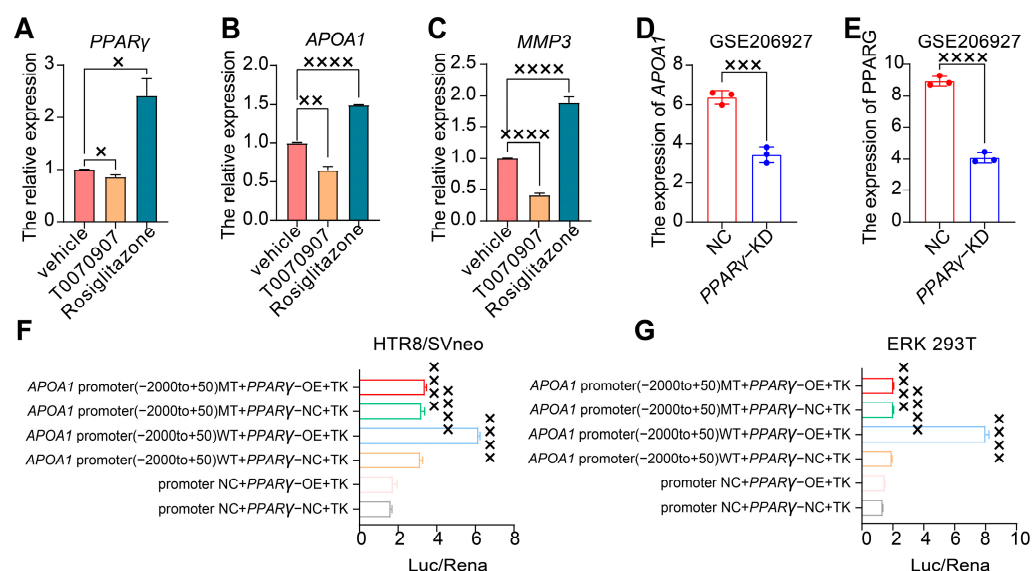 A
PPARγ
The relative expression
3
2
1
0
×
×
vehicle
T0070907
Rosiglitazone
B
APOA1
The relative expression
2.0
1.5
1.0
0.5
0.0
××××
××
vehicle
T0070907
Rosiglitazone
C
MMP3
The relative expression
2.5
2.0
1.5
1.0
0.5
0.0
××××
××××
vehicle
T0070907
Rosiglitazone
D
GSE206927
The expression of APOA1
8
6
4
2
0
×××
NC
PPARγ−KD
E
GSE206927
The expression of PPARG
10
8
6
4
2
0
××××
NC
PPARγ−KD
F
HTR8/SVneo
APOA1 promoter(−2000to+50)MT+PPARγ−OE+TK
APOA1 promoter(−2000to+50)MT+PPARγ−NC+TK
APOA1 promoter(−2000to+50)WT+PPARγ−OE+TK
APOA1 promoter(−2000to+50)WT+PPARγ−NC+TK
promoter NC+PPARγ−OE+TK
promoter NC+PPARγ−NC+TK
××××
××××
××××
0 2 4 6 8
Luc/Rena
G
ERK 293T
APOA1 promoter(−2000to+50)MT+PPARγ−OE+TK
APOA1 promoter(−2000to+50)MT+PPARγ−NC+TK
APOA1 promoter(−2000to+50)WT+PPARγ−OE+TK
APOA1 promoter(−2000to+50)WT+PPARγ−NC+TK
promoter NC+PPARγ−OE+TK
promoter NC+PPARγ−NC+TK
××××
××××
××××
0 2 4 6 8 10
Luc/Rena